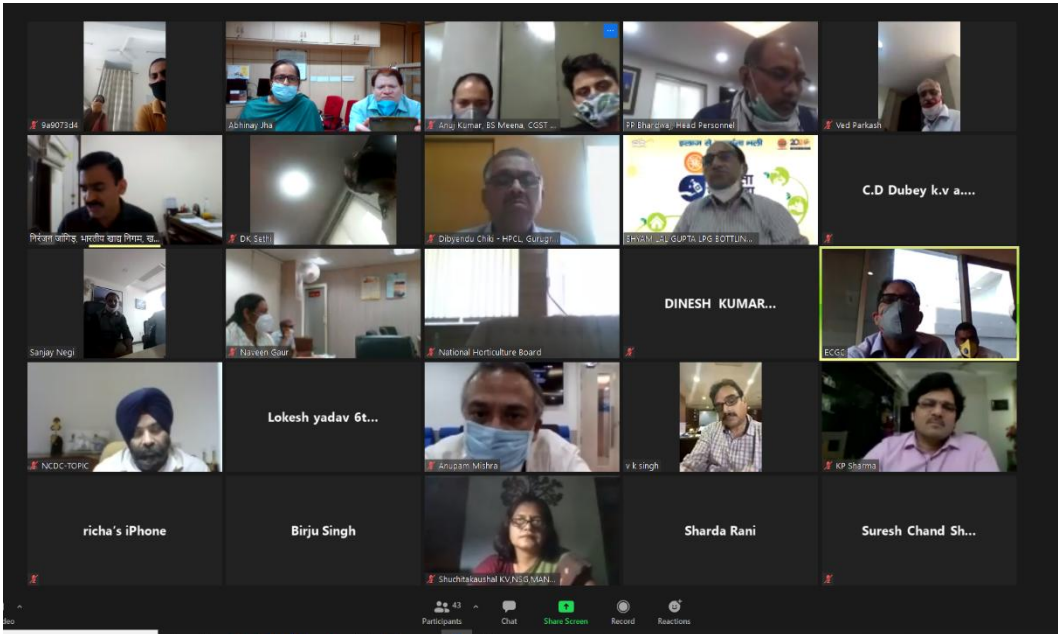 9a9073d4
Abhinay Jha
Anuj Kumar, BS Meena, CGST ...
PP Bhardwaj Head Personnel
Ved Parkash
निरंजन जांगिड़, भारतीय खाद्य निगम, ख...
DK Sethi
Dibyendu Chiki - HPCL, Gurugr...
SHYAM LAL GUPTA LPG BOTTLIN...
C.D Dubey k.v a....
Sanjay Negi
Naveen Gaur
National Horticulture Board
DINESH KUMAR...
ECGC
NCDC-TOPIC
Lokesh yadav 6t...
Anupam Mishra
v k singh
KP Sharma
richa's iPhone
Birju Singh
Shuchitakaushal KV,NSG,MAN...
Sharda Rani
Suresh Chand Sh...
43
Participants
Chat
Share Screen
Record
Reactions